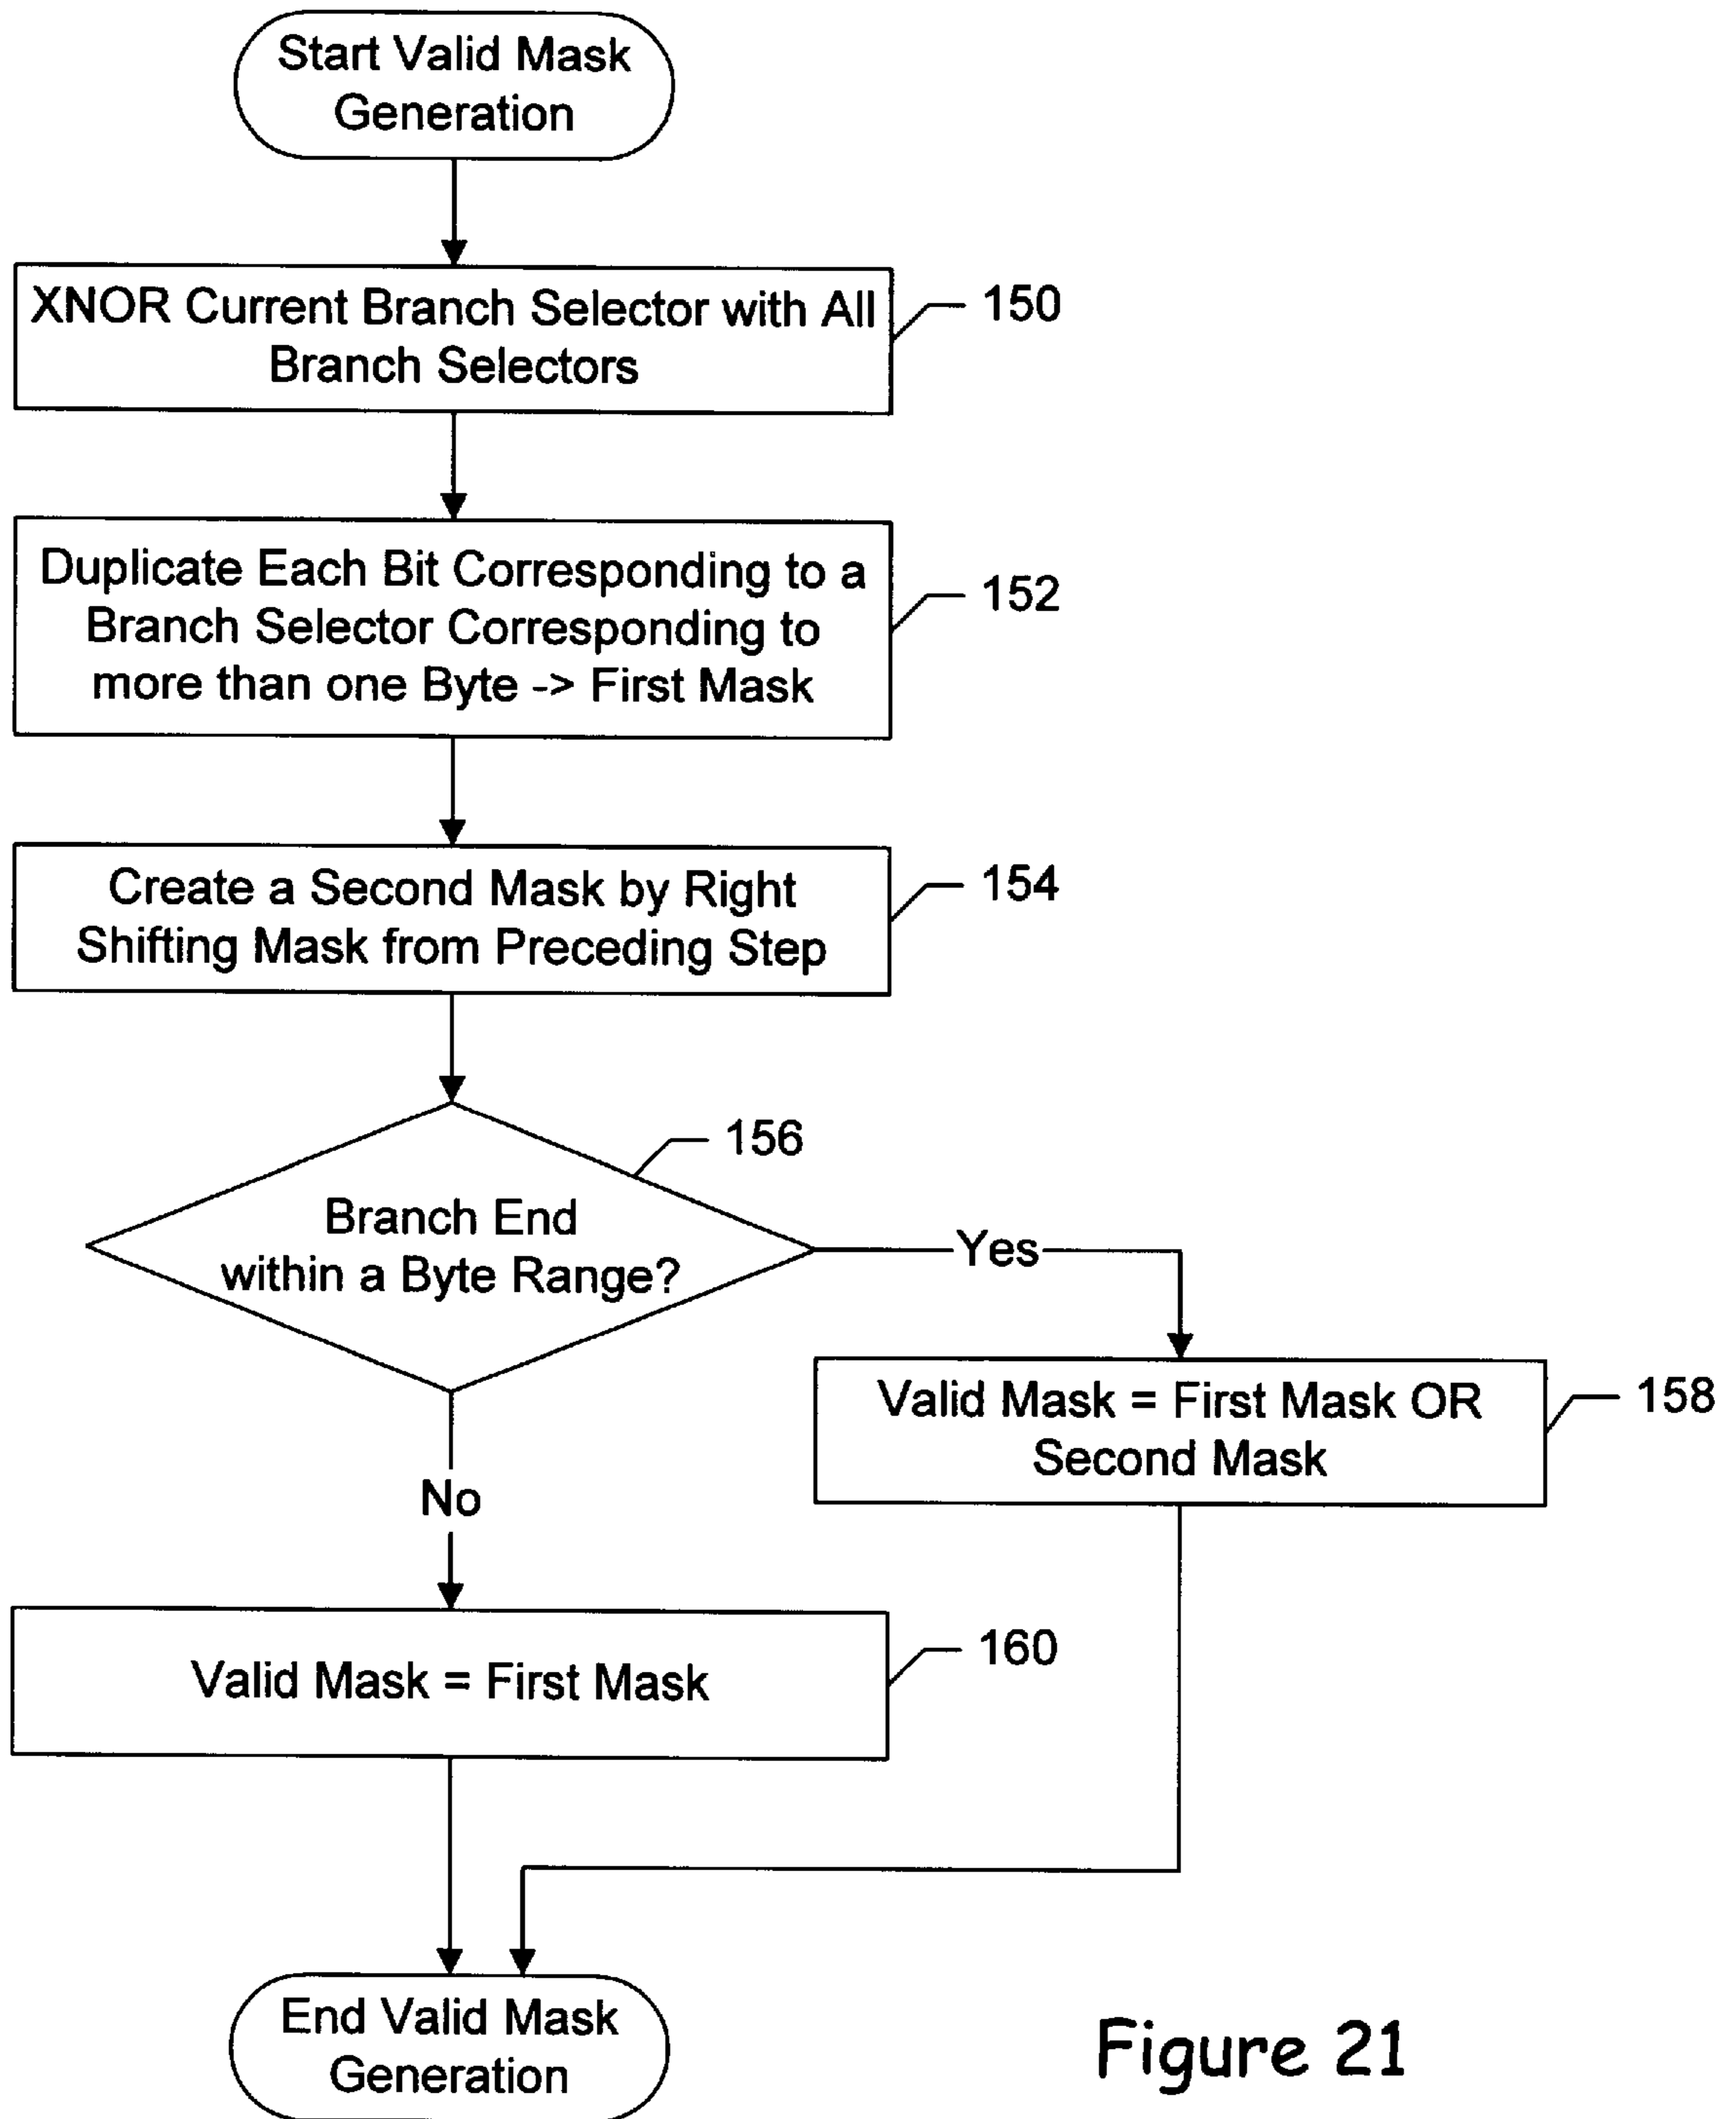 Start Valid Mask
Generation
XNOR Current Branch Selector with All
Branch Selectors
150
Duplicate Each Bit Corresponding to a
Branch Selector Corresponding to
more than one Byte -> First Mask
152
Create a Second Mask by Right
Shifting Mask from Preceding Step
154
156
Branch End
within a Byte Range?
Yes
Valid Mask = First Mask OR
Second Mask
158
No
Valid Mask = First Mask
160
End Valid Mask
Generation
Figure 21